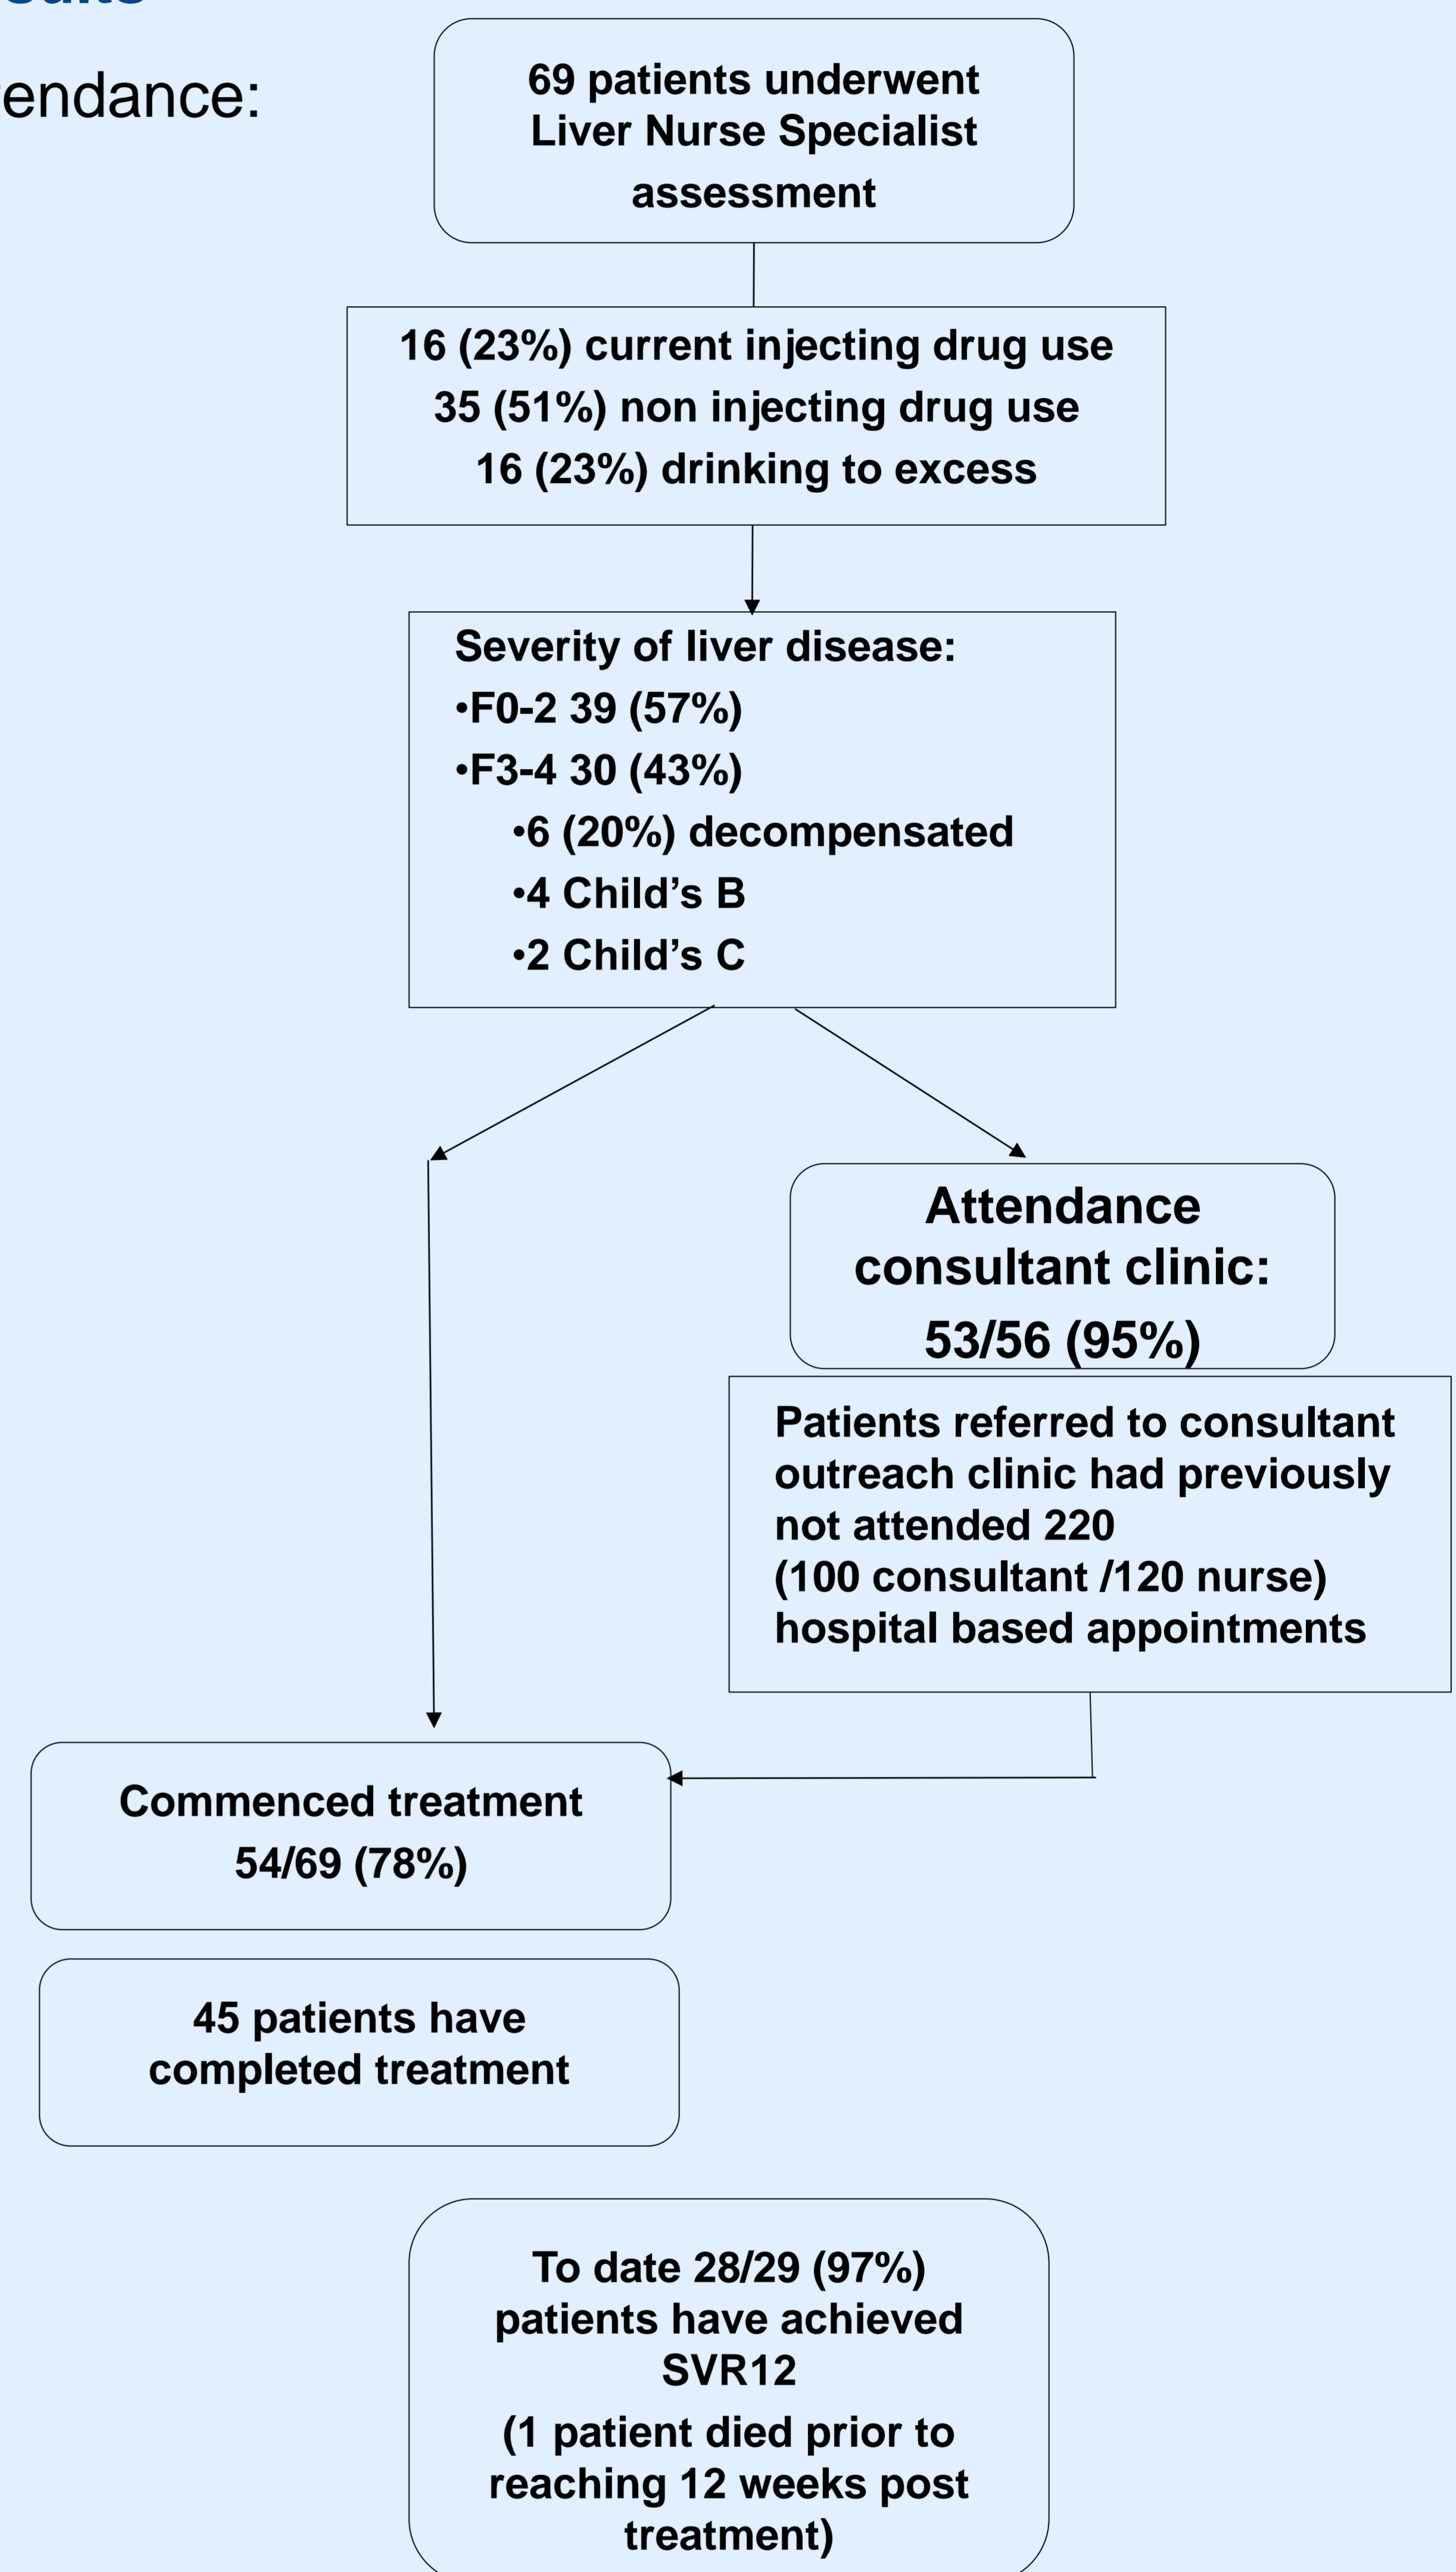 endance:
69 patients underwent
Liver Nurse Specialist
assessment
16 (23%) current injecting drug use
35 (51%) non injecting drug use
16 (23%) drinking to excess
Severity of liver disease:
•F0-2 39 (57%)
•F3-4 30 (43%)
•6 (20%) decompensated
•4 Child’s B
•2 Child’s C
Attendance
consultant clinic:
53/56 (95%)
Patients referred to consultant
outreach clinic had previously
not attended 220
(100 consultant /120 nurse)
hospital based appointments
Commenced treatment
54/69 (78%)
45 patients have
completed treatment
To date 28/29 (97%)
patients have achieved
SVR12
(1 patient died prior to
reaching 12 weeks post
treatment)